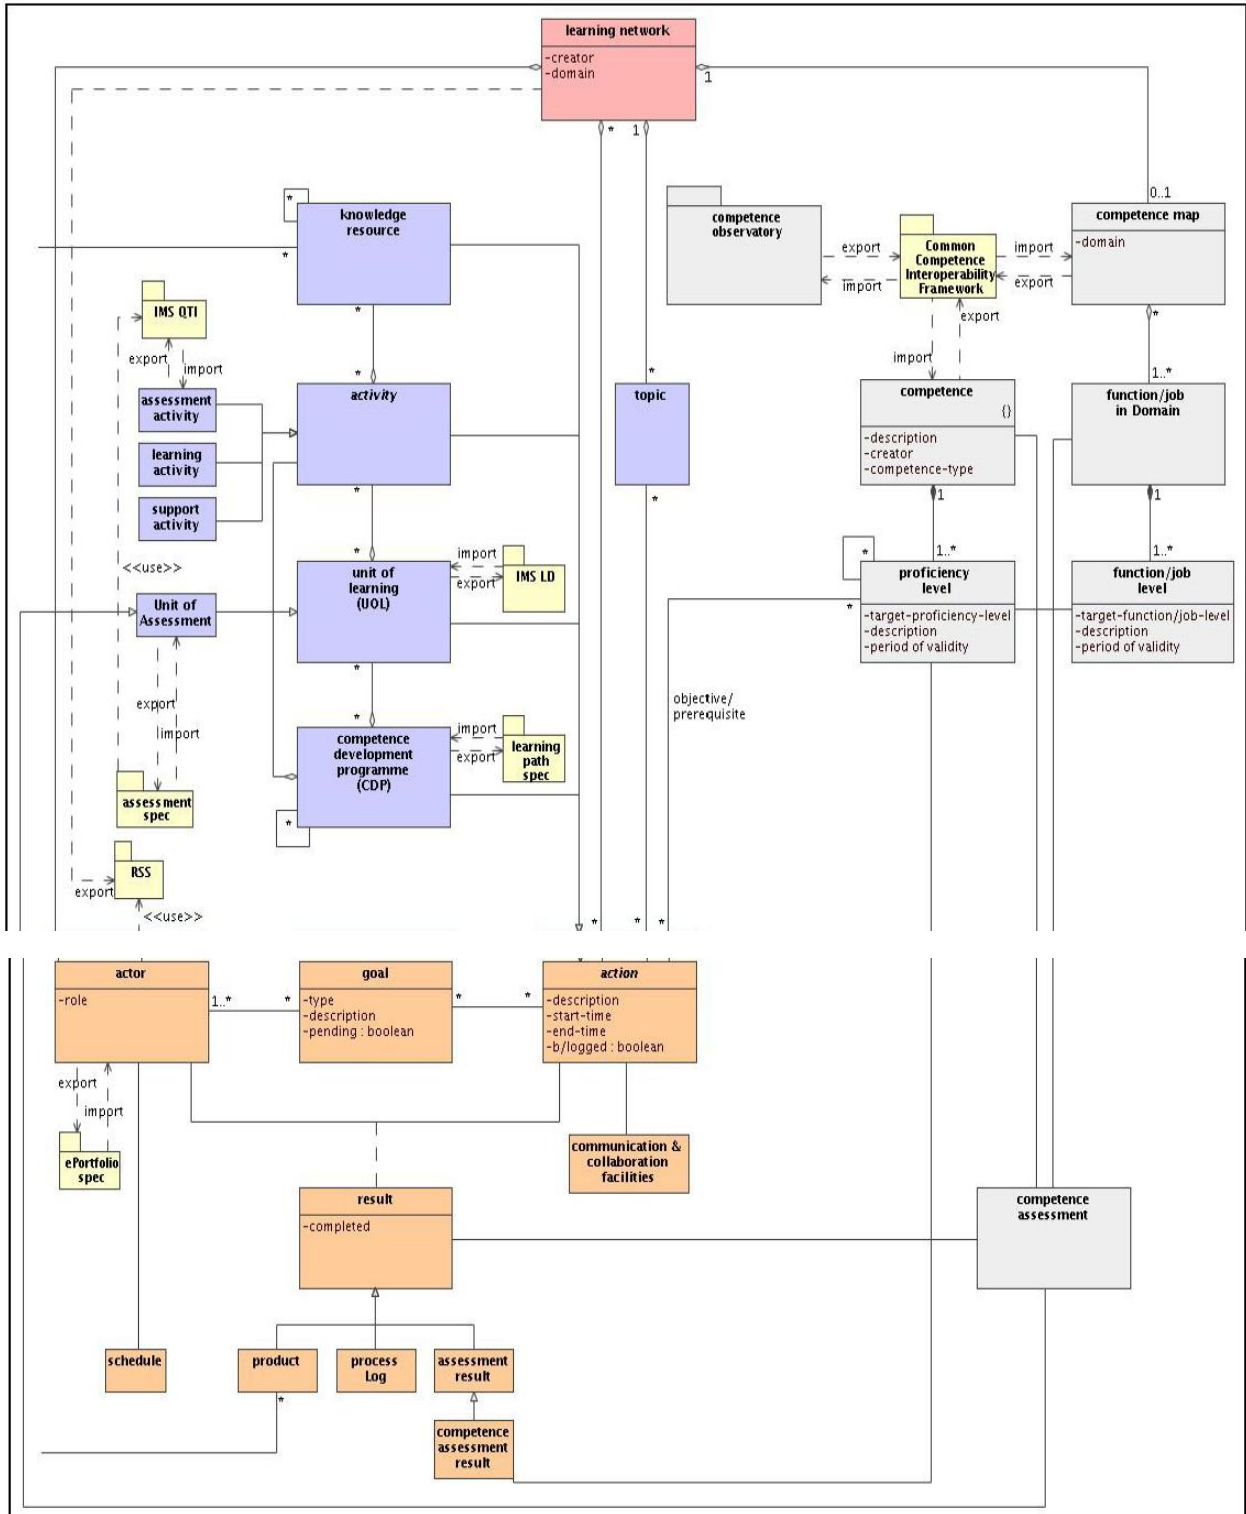 learning network
-creator
-domain
1
*
1
0..1
*
knowledge
resource
*
*
competence
observatory
export
import
Common
Competence
Interoperability
Framework
import
export
competence map
-domain
*
IMS QTI
export
import
import
export
*
activity
*
topic
1..*
function/job
in Domain
competence
{}
-description
-creator
-competence-type
assessment
activity
learning
activity
support
activity
*
*
1
1
<<use>>
*
unit of
learning
(UOL)
import
export
IMS LD
*
1..*
1..*
proficiency
level
-target-proficiency-level
-description
-period of validity
function/job
level
-target-function/job-level
-description
-period of validity
*
Unit of
Assessment
*
export
import
objective/
prerequisite
*
competence
development
programme
(CDP)
import
export
learning
path
spec
*
assessment
spec
RSS
export
<<use>>
*
*
*
actor
-role
1..*
*
goal
-type
-description
-pending : boolean
*
*
action
-description
-start-time
-end-time
-b/logged : boolean
export
import
ePortfolio
spec
communication &
collaboration
facilities
result
-completed
competence
assessment
schedule
product
process
Log
assessment
result
*
competence
assessment
result